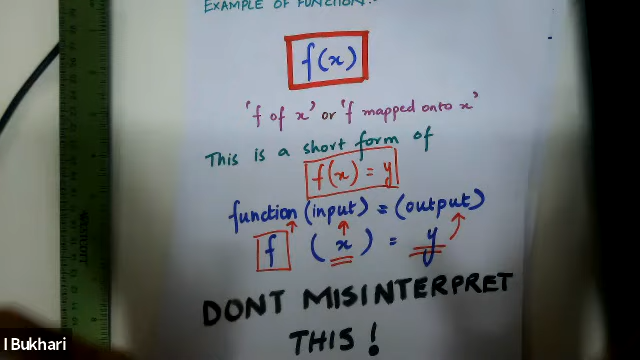 EXAMPLE OF FUNCTION:-
f(x)
'f of x' or 'f mapped onto x'
This is a short form of
f(x) = y
function (input) = (output)
f (x) = y
DONT MISINTERPRET
THIS!
I Bukhari